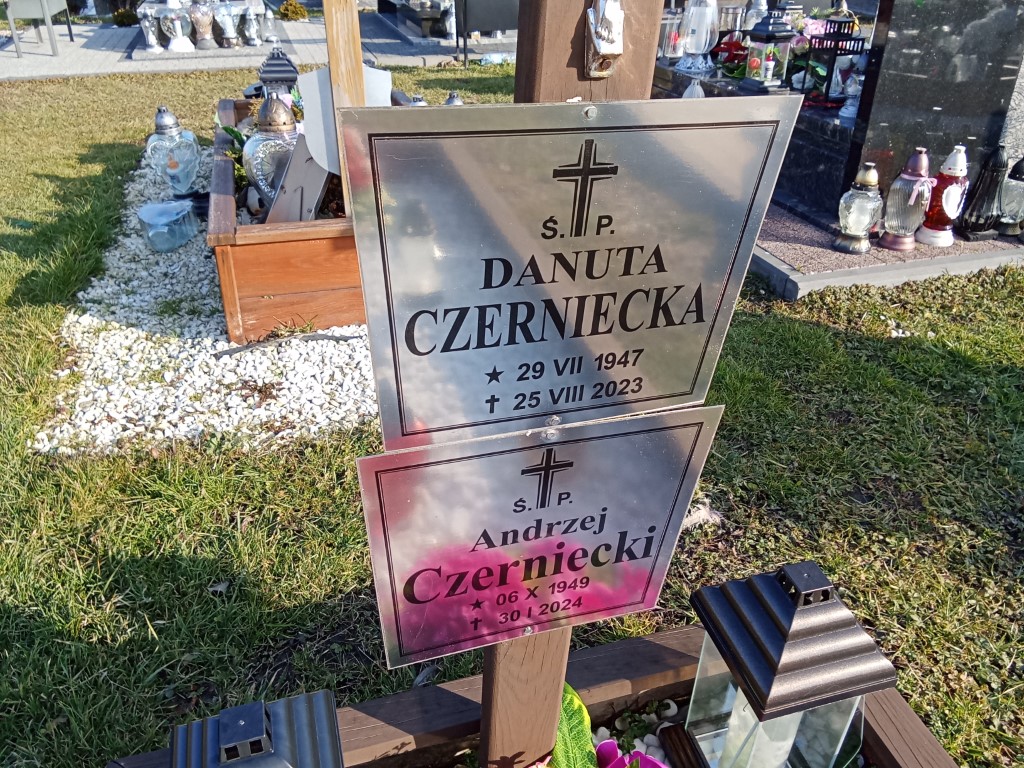 Ś. P.
DANUTA
CZERNIECKA
★ 29 VII 1947
✝ 25 VIII 2023
Ś. P.
Andrzej
Czerniecki
★ 06 X 1949
✝ 30 I 2024